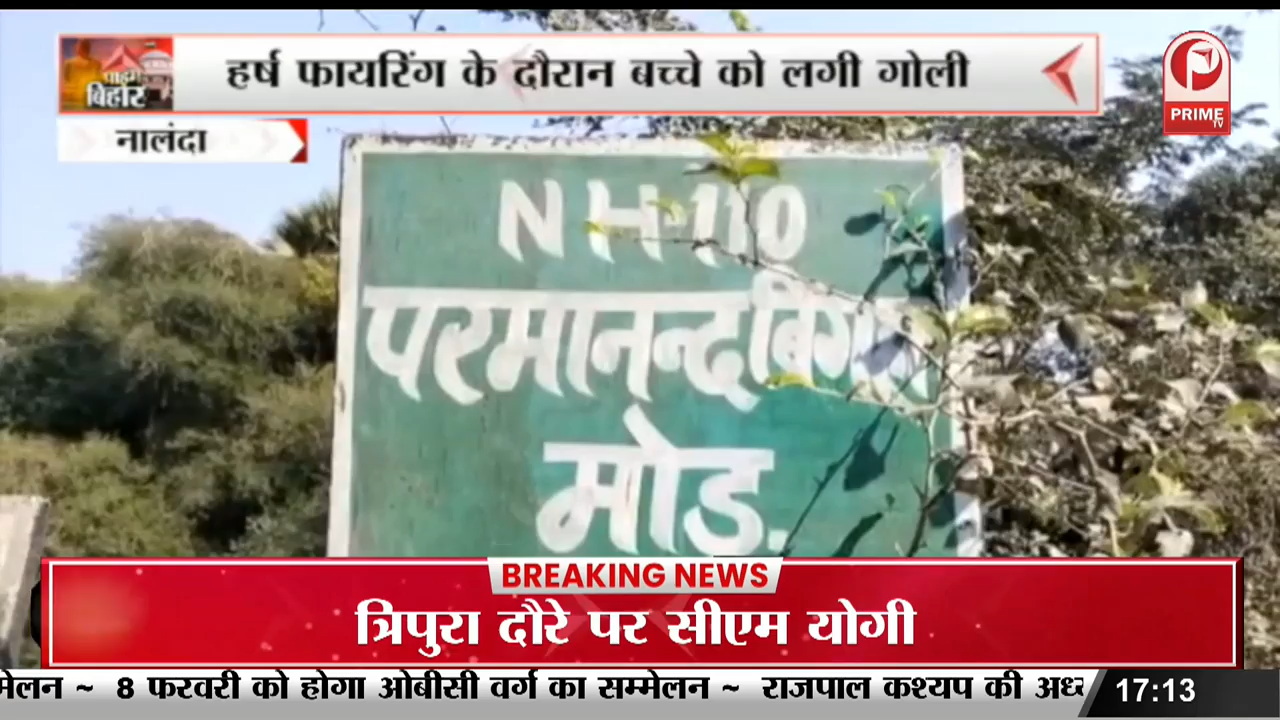 हर्ष फायरिंग के दौरान बच्चे को लगी गोली
बिहार
PRIME
TV
नालंदा
NH-110
परमानन्दबिगहा
मोड.
BREAKING NEWS
त्रिपुरा दौरे पर सीएम योगी
मेलन ~ 8 फरवरी को होगा ओबीसी वर्ग का सम्मेलन ~ राजपाल कश्यप की अध्य
17:13